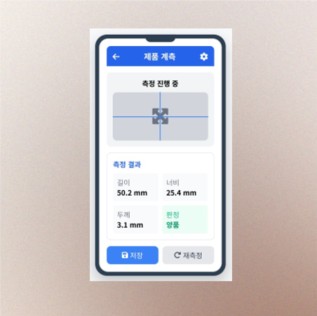 제품 계측
측정 진행 중
측정 결과
길이
너비
50.2 mm
25.4 mm
두께
판정
3.1 mm
양품
저장
재측정